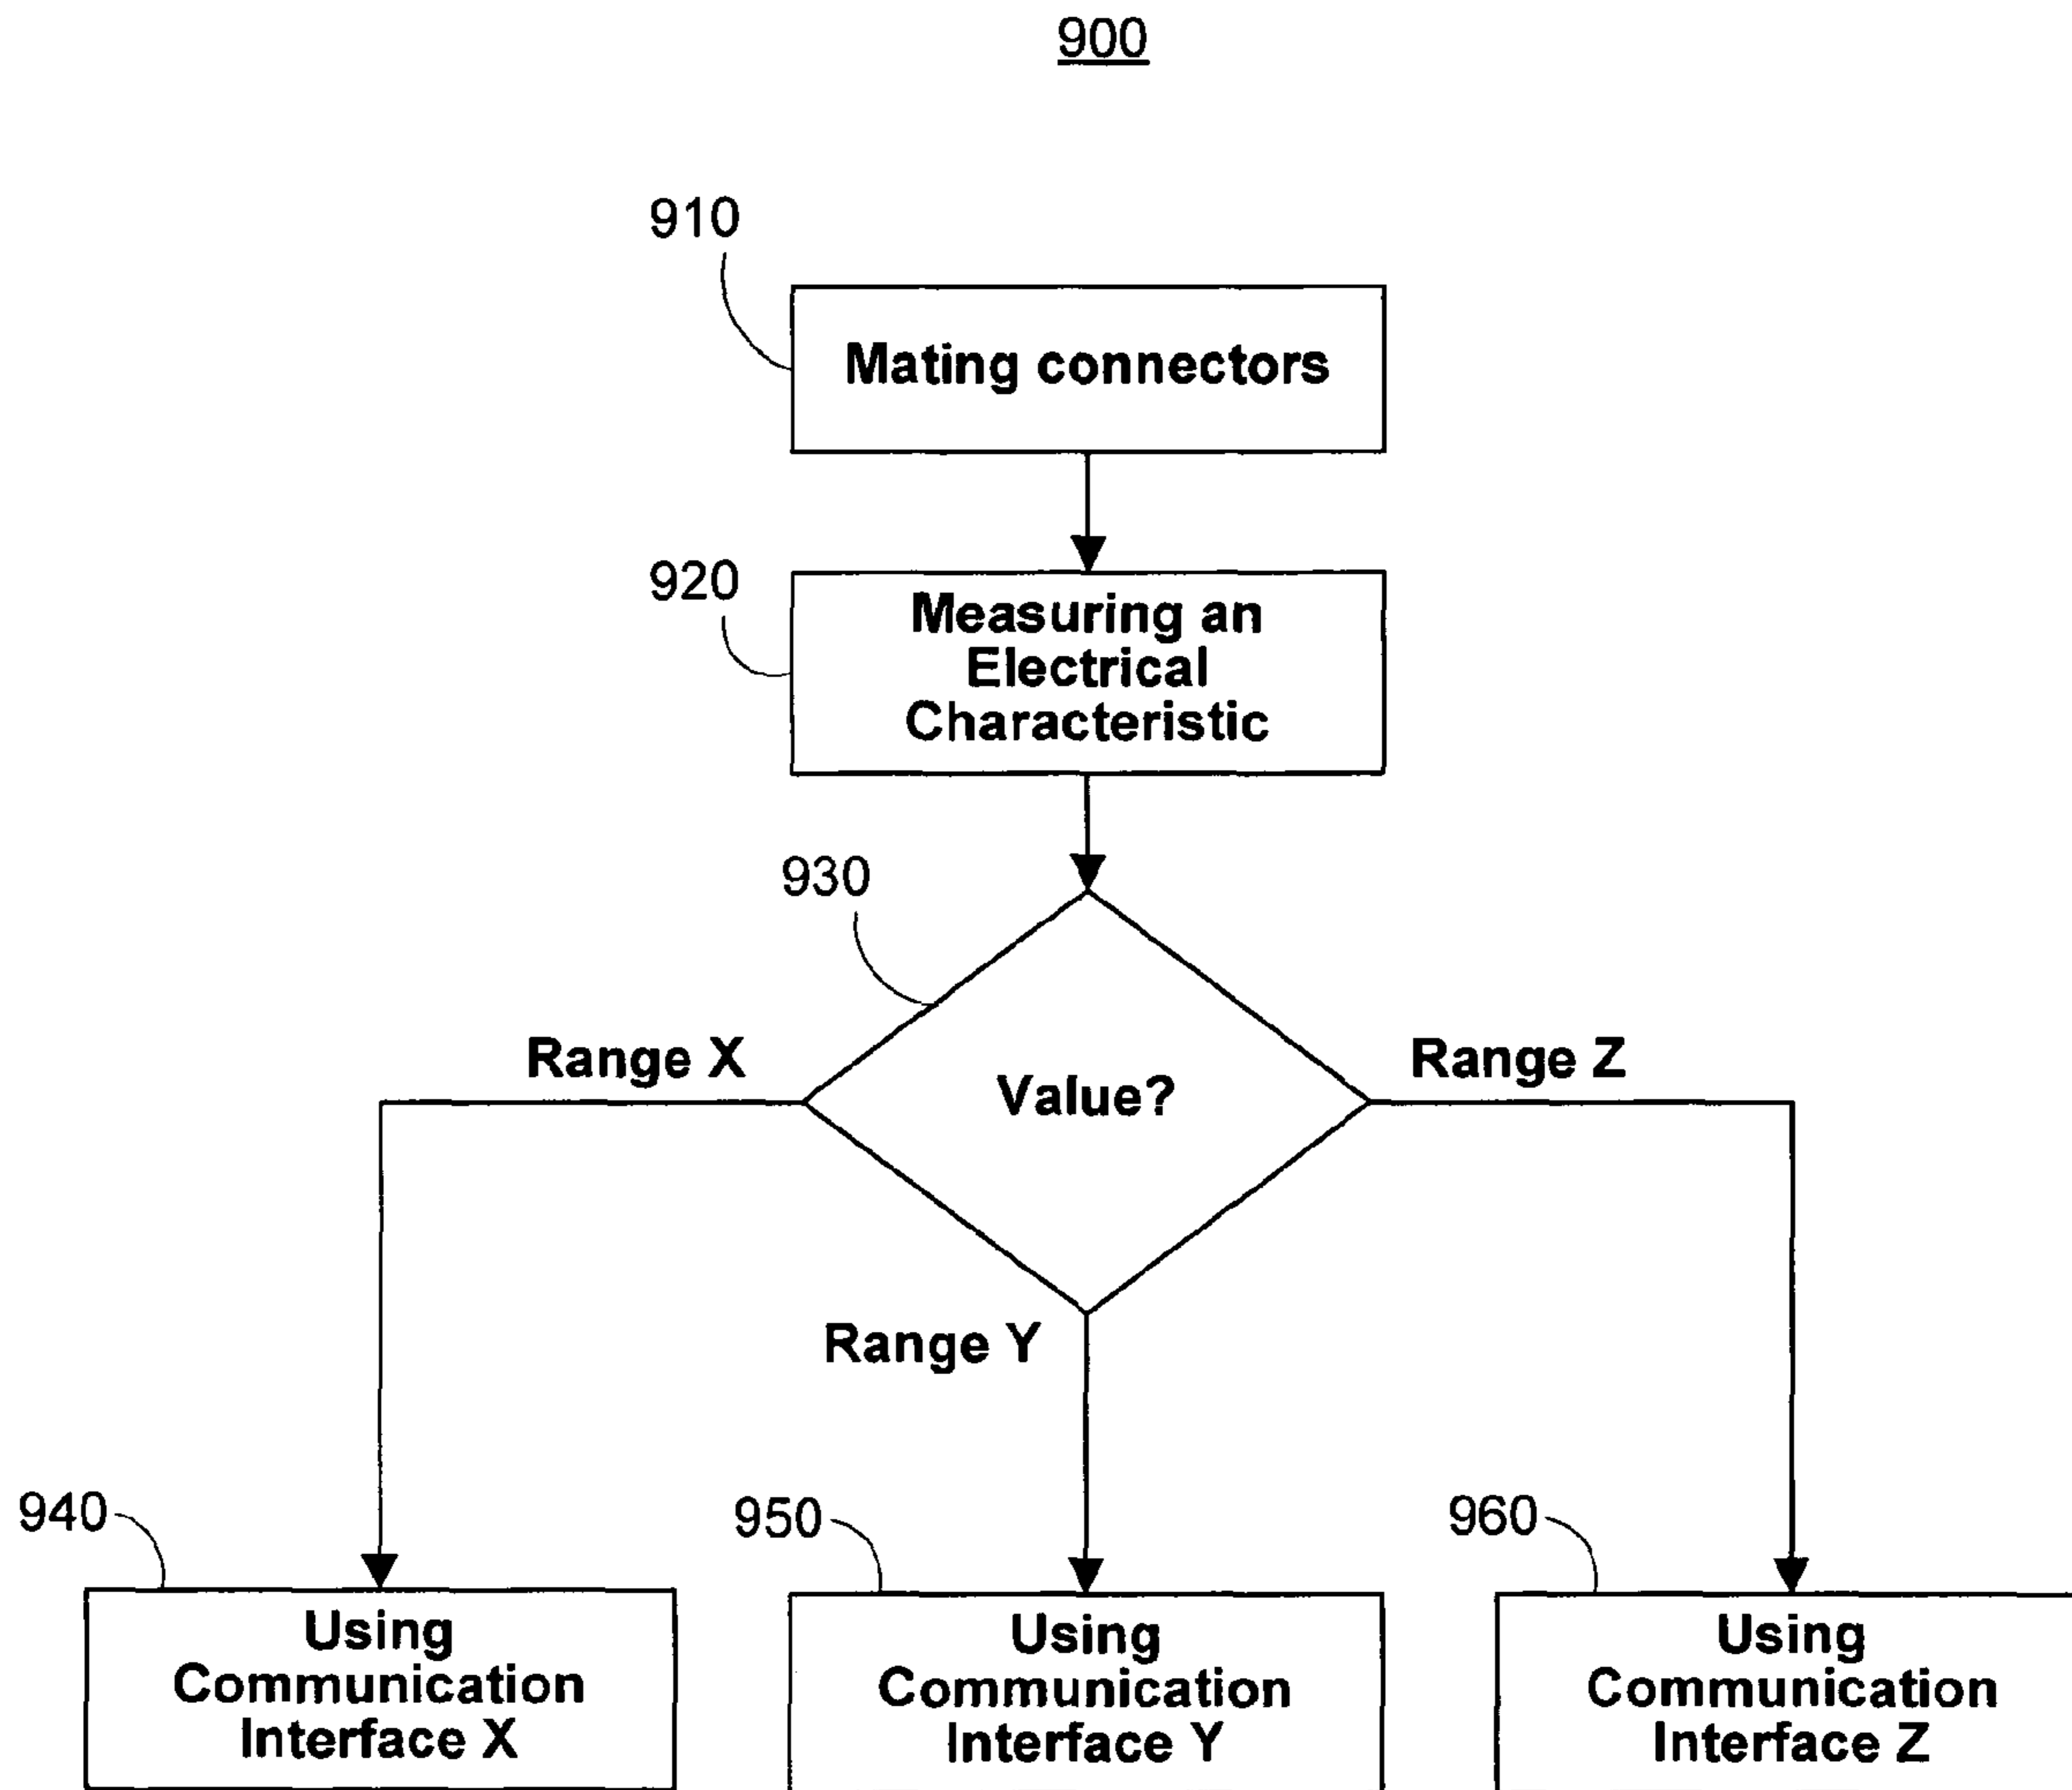 900
910
Mating connectors
920
Measuring an
Electrical
Characteristic
930
Range X
Value?
Range Z
Range Y
940
Using
Communication
Interface X
950
Using
Communication
Interface Y
960
Using
Communication
Interface Z